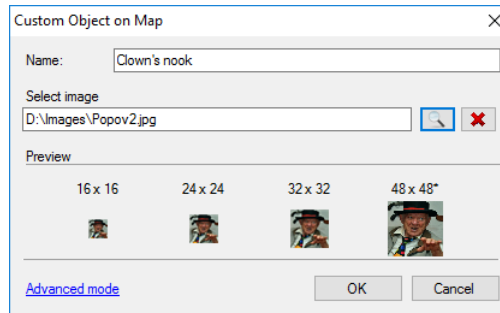 Custom Object on Map
Name: Clown's nook
Select image
D:\Images\Popov2.jpg
Preview
16 x 16 24 x 24 32 x 32 48 x 48*
Advanced mode OK Cancel